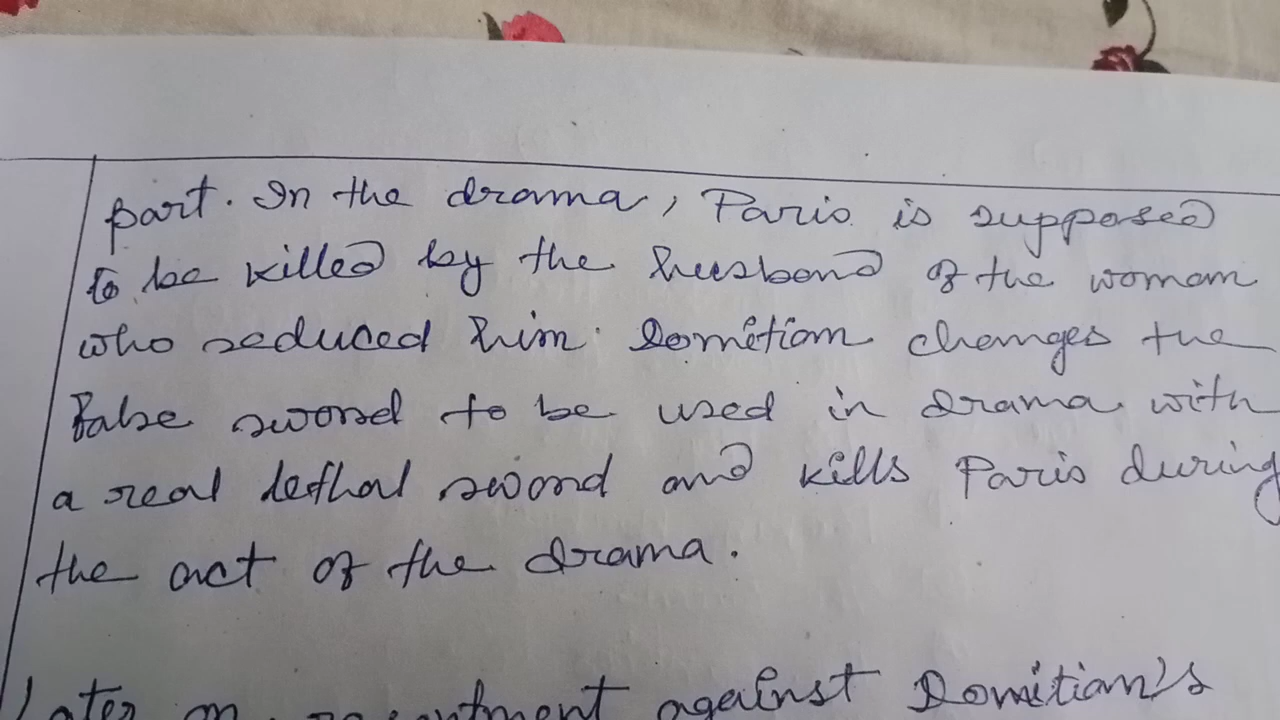 part. In the drama, Paris is supposed
to be killed by the husband of the woman
who seduced him. Domitian changes the
False sword to be used in drama with
a real lethal sword and kills Paris during
the act of the drama.
Later on, against Domitian's